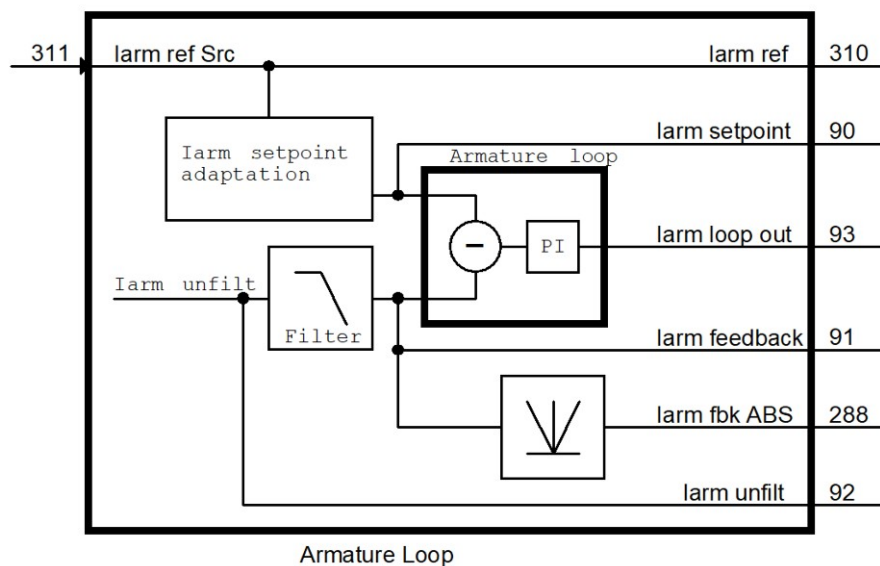 311
Iarm ref Src
Iarm ref
310
Iarm setpoint
90
Iarm setpoint
adaptation
Armature loop
−
PI
Iarm loop out
93
Iarm unfilt
Filter
Iarm feedback
91
Iarm fbk ABS
288
Iarm unfilt
92
Armature Loop